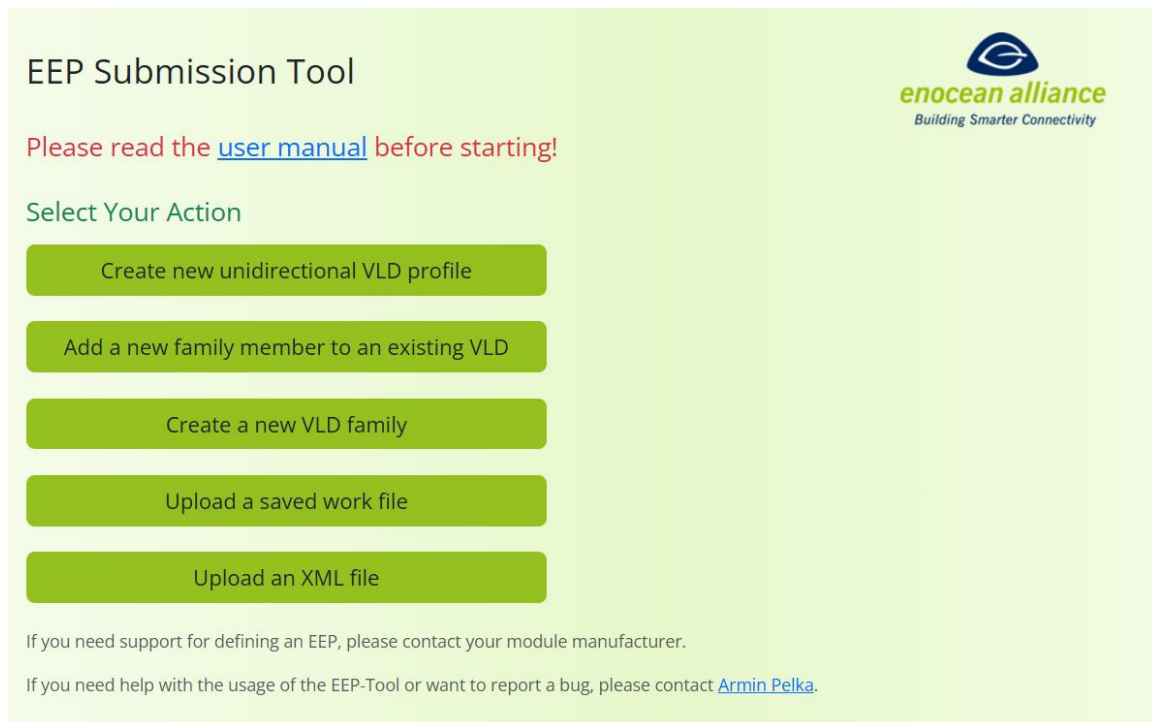 EEP Submission Tool
enocean alliance
Building Smarter Connectivity
Please read the user manual before starting!
Select Your Action
Create new unidirectional VLD profile
Add a new family member to an existing VLD
Create a new VLD family
Upload a saved work file
Upload an XML file
If you need support for defining an EEP, please contact your module manufacturer.
If you need help with the usage of the EEP-Tool or want to report a bug, please contact Armin Pelka.